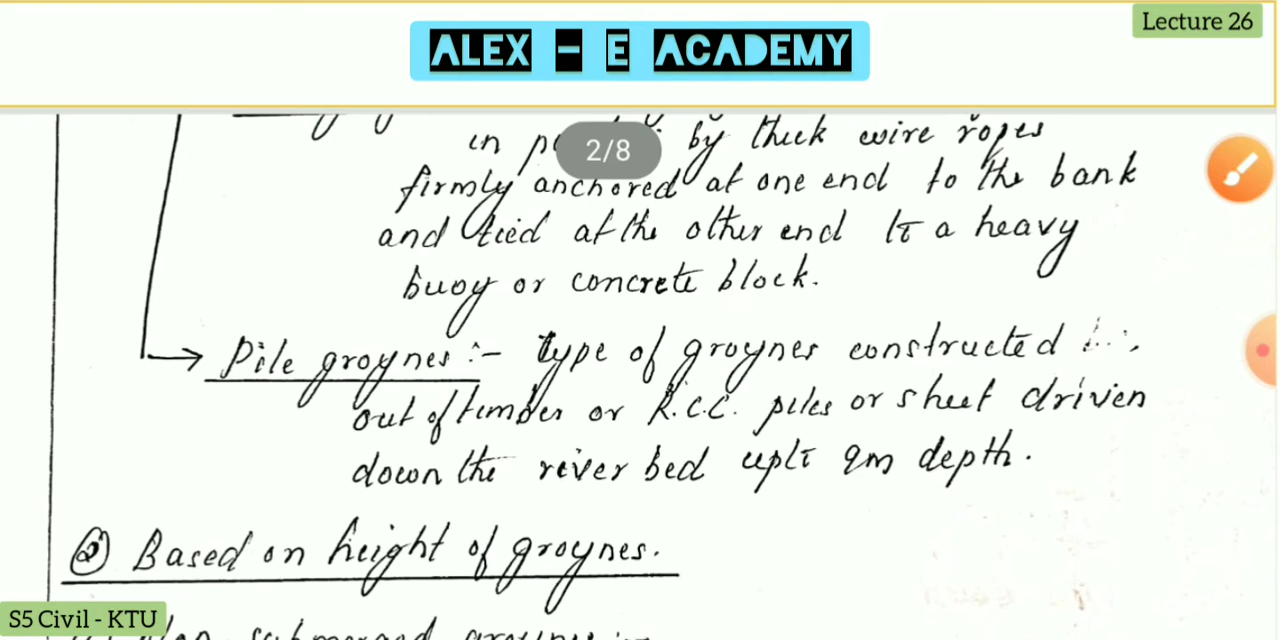 Lecture 26
ALEX - E ACADEMY
in by thick wire ropes
2/8
firmly anchored at one end to the bank
and tied at the other end to a heavy
buoy or concrete block.
Pile groynes :- type of groynes constructed
out of timber or R.C.C. piles or sheet driven
down the river bed upto 9m depth.
② Based on height of groynes.
S5 Civil - KTU
submerged groynes :-